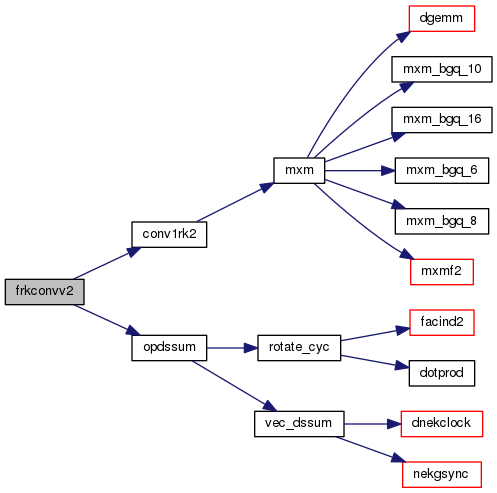 dgemm
mxm_bgq_10
mxm_bgq_16
mxm
mxm_bgq_6
mxm_bgq_8
conv1rk2
mxmf2
frkconvv2
facind2
opdssum
rotate_cyc
dotprod
vec_dssum
dnekclock
nekgsync